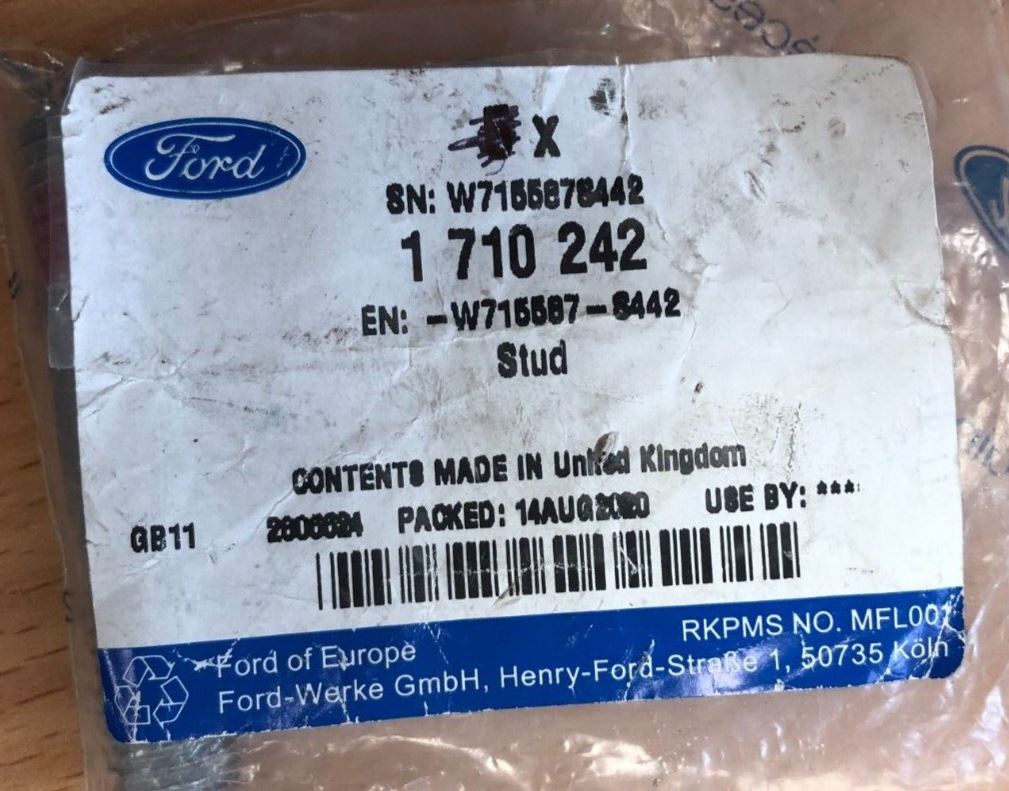 Ford
X
SN: W715587S442
1 710 242
EN: -W715587-S442
Stud
CONTENTS MADE IN United Kingdom
GB11 PACKED: 14AUG2020 USE BY: ***
RKPMS NO. MFL001
Ford of Europe
Ford-Werke GmbH, Henry-Ford-Straße 1, 50735 Köln